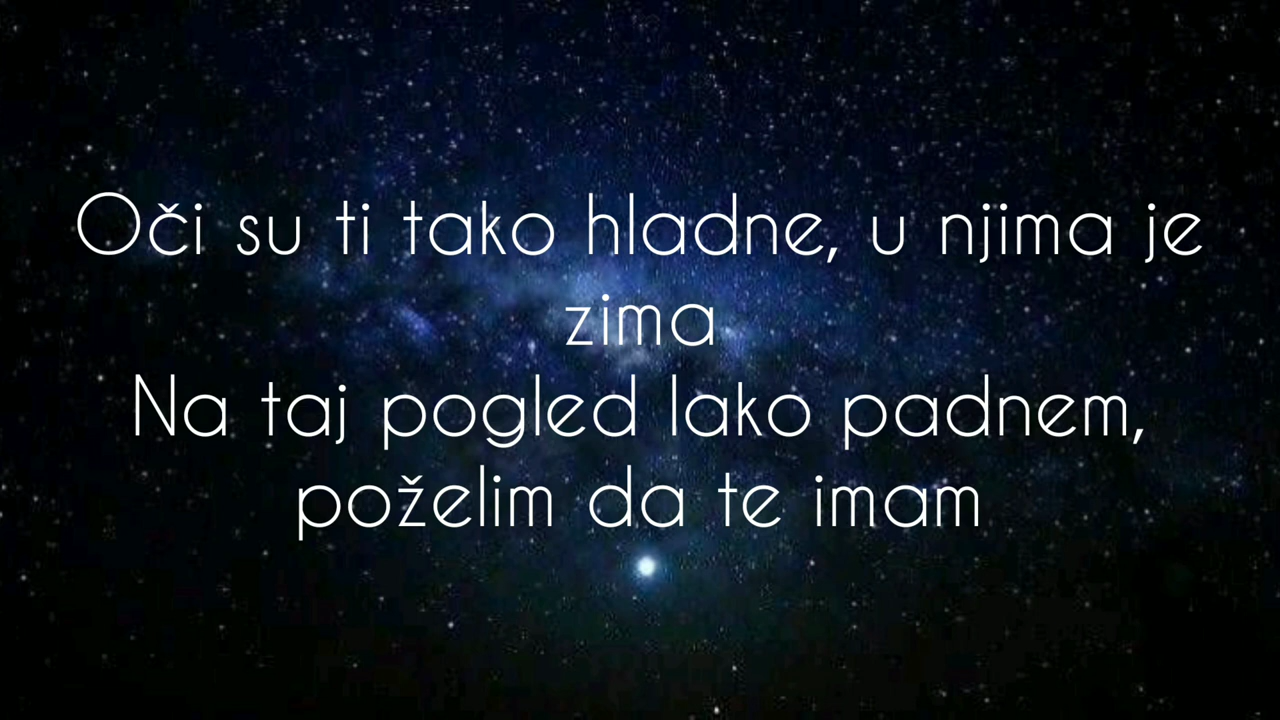 Oči su ti tako hladne, u njima je
zima
Na taj pogled lako padnem,
poželim da te imam